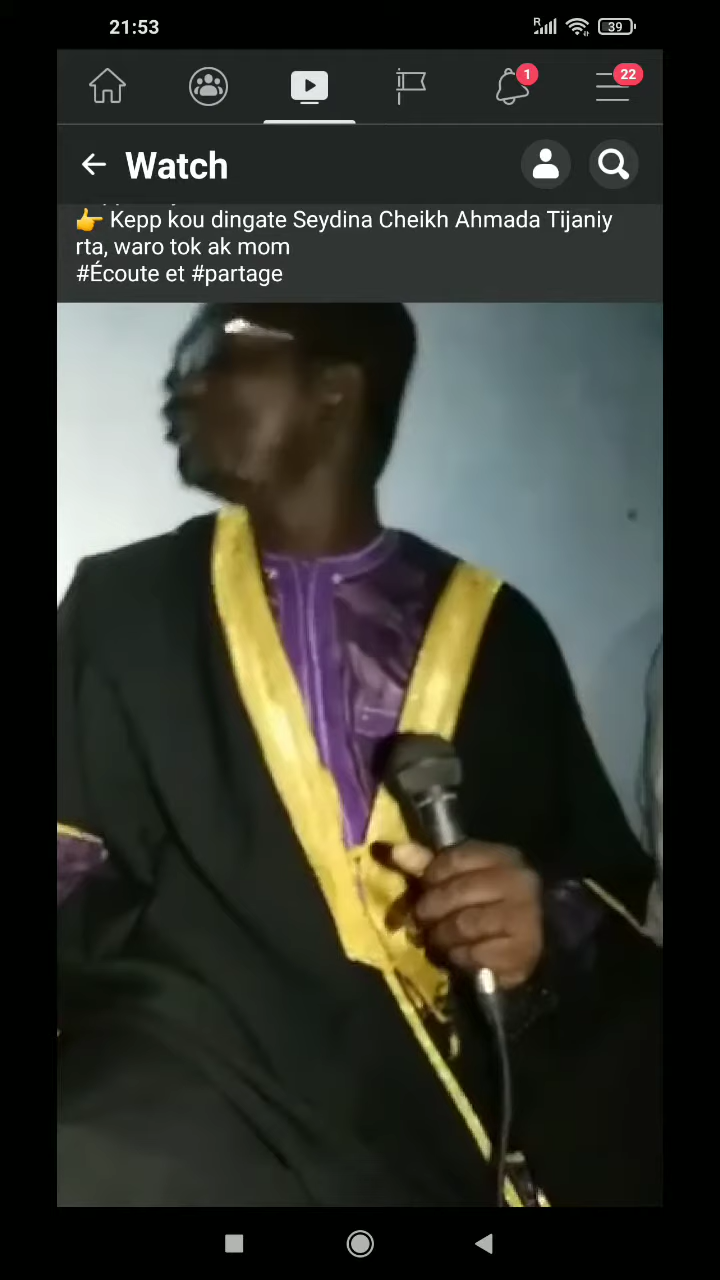 21:53
R
39
1
22
Watch
👉 Kepp kou dingate Seydina Cheikh Ahmada Tijaniy
rta, waro tok ak mom
#Écoute et #partage